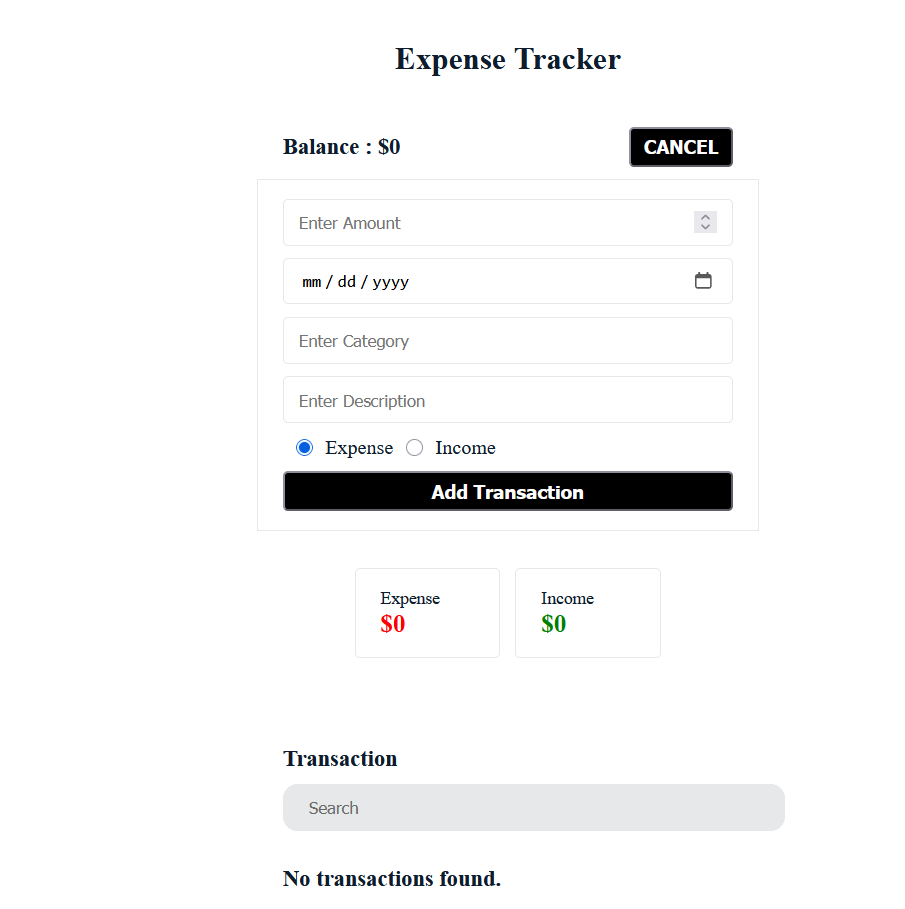 Expense Tracker
Balance : $0
CANCEL
Enter Amount
mm / dd / yyyy
Enter Category
Enter Description
Expense Income
Add Transaction
Expense Income
$0 $0
Transaction
Search
No transactions found.